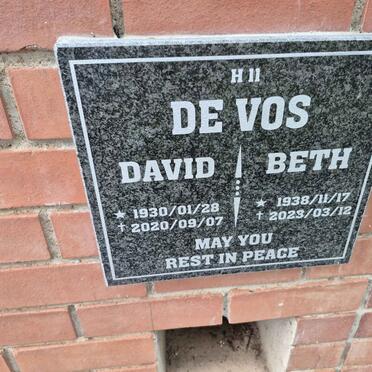 H 11
DE VOS
DAVID BETH
★ 1930/01/28 ★ 1938/11/17
† 2020/09/07 † 2023/03/12
MAY YOU
REST IN PEACE